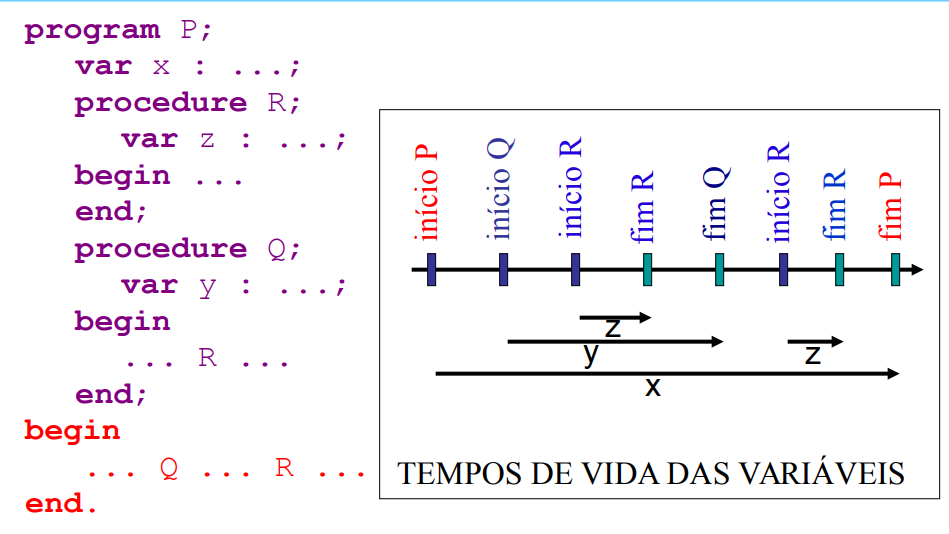 program P;
var x : ...;
procedure R;
var z : ...;
begin ...
end;
procedure Q;
var y : ...;
begin
... R ...
end;
begin
... Q ... R ...
end.
início P
início Q
início R
fim R
fim Q
início R
fim R
fim P
z
y
z
x
TEMPOS DE VIDA DAS VARIÁVEIS